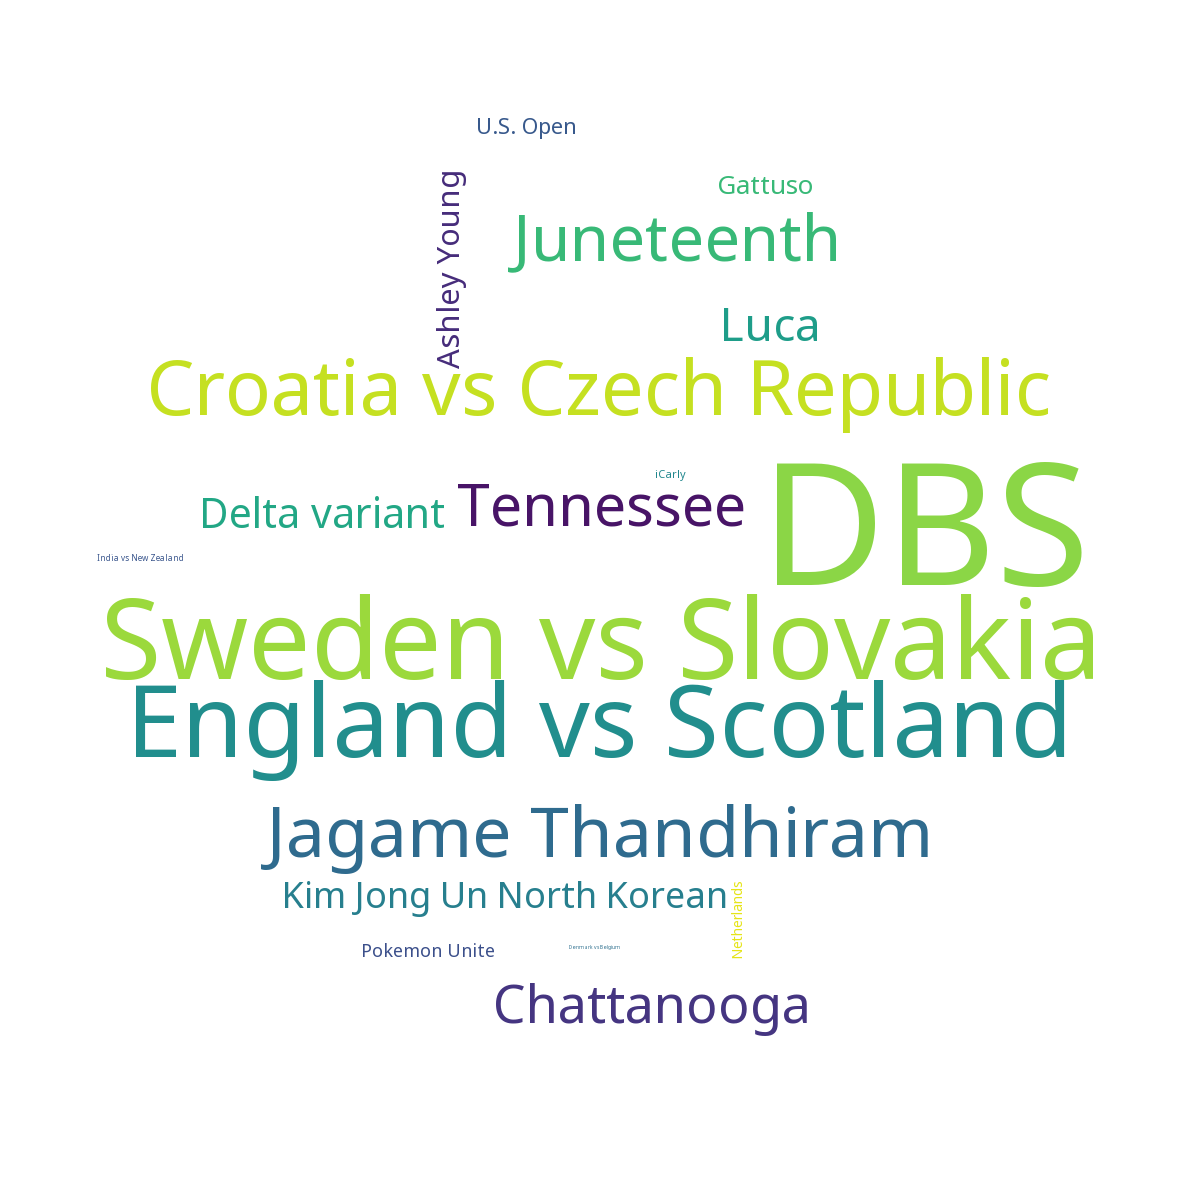 U.S. Open
Ashley Young
Gattuso
Juneteenth
Luca
Croatia vs Czech Republic
iCarly
DBS
Delta variant
Tennessee
India vs New Zealand
Sweden vs Slovakia
England vs Scotland
Jagame Thandhiram
Kim Jong Un North Korean
Netherlands
Pokemon Unite
Denmark vs Belgium
Chattanooga